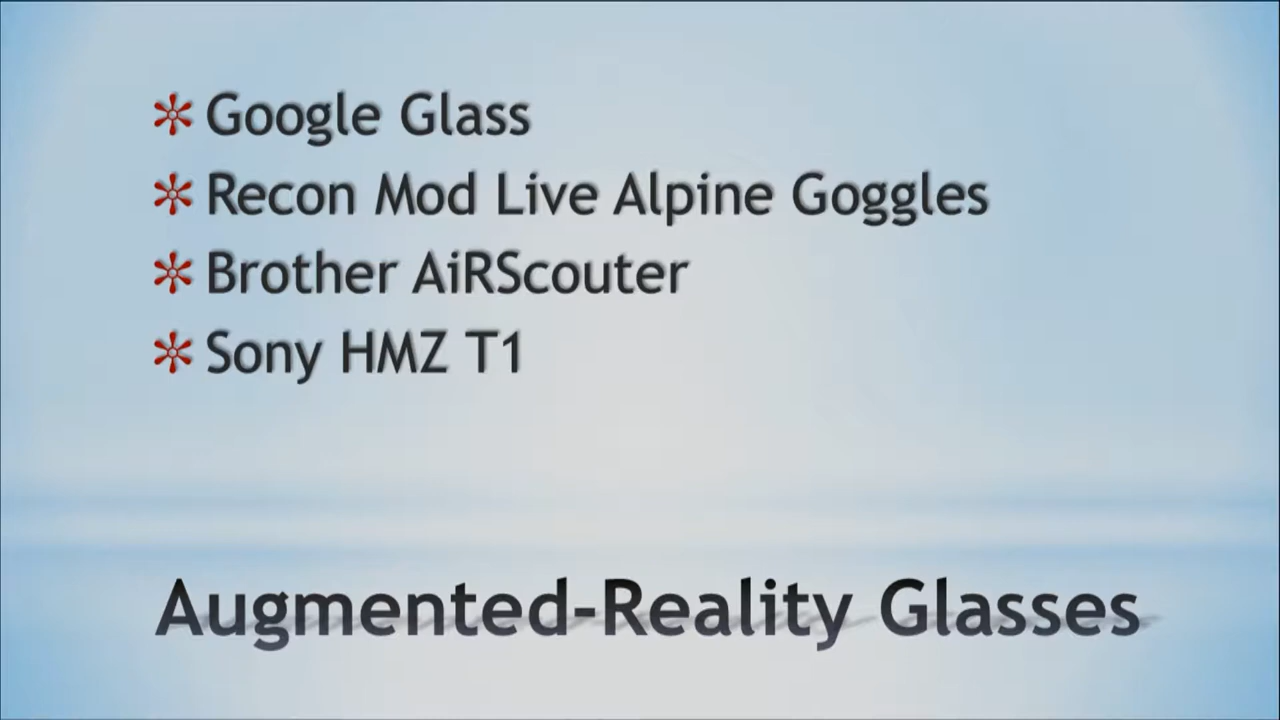 Google Glass
Recon Mod Live Alpine Goggles
Brother AiRScouter
Sony HMZ T1
Augmented-Reality Glasses